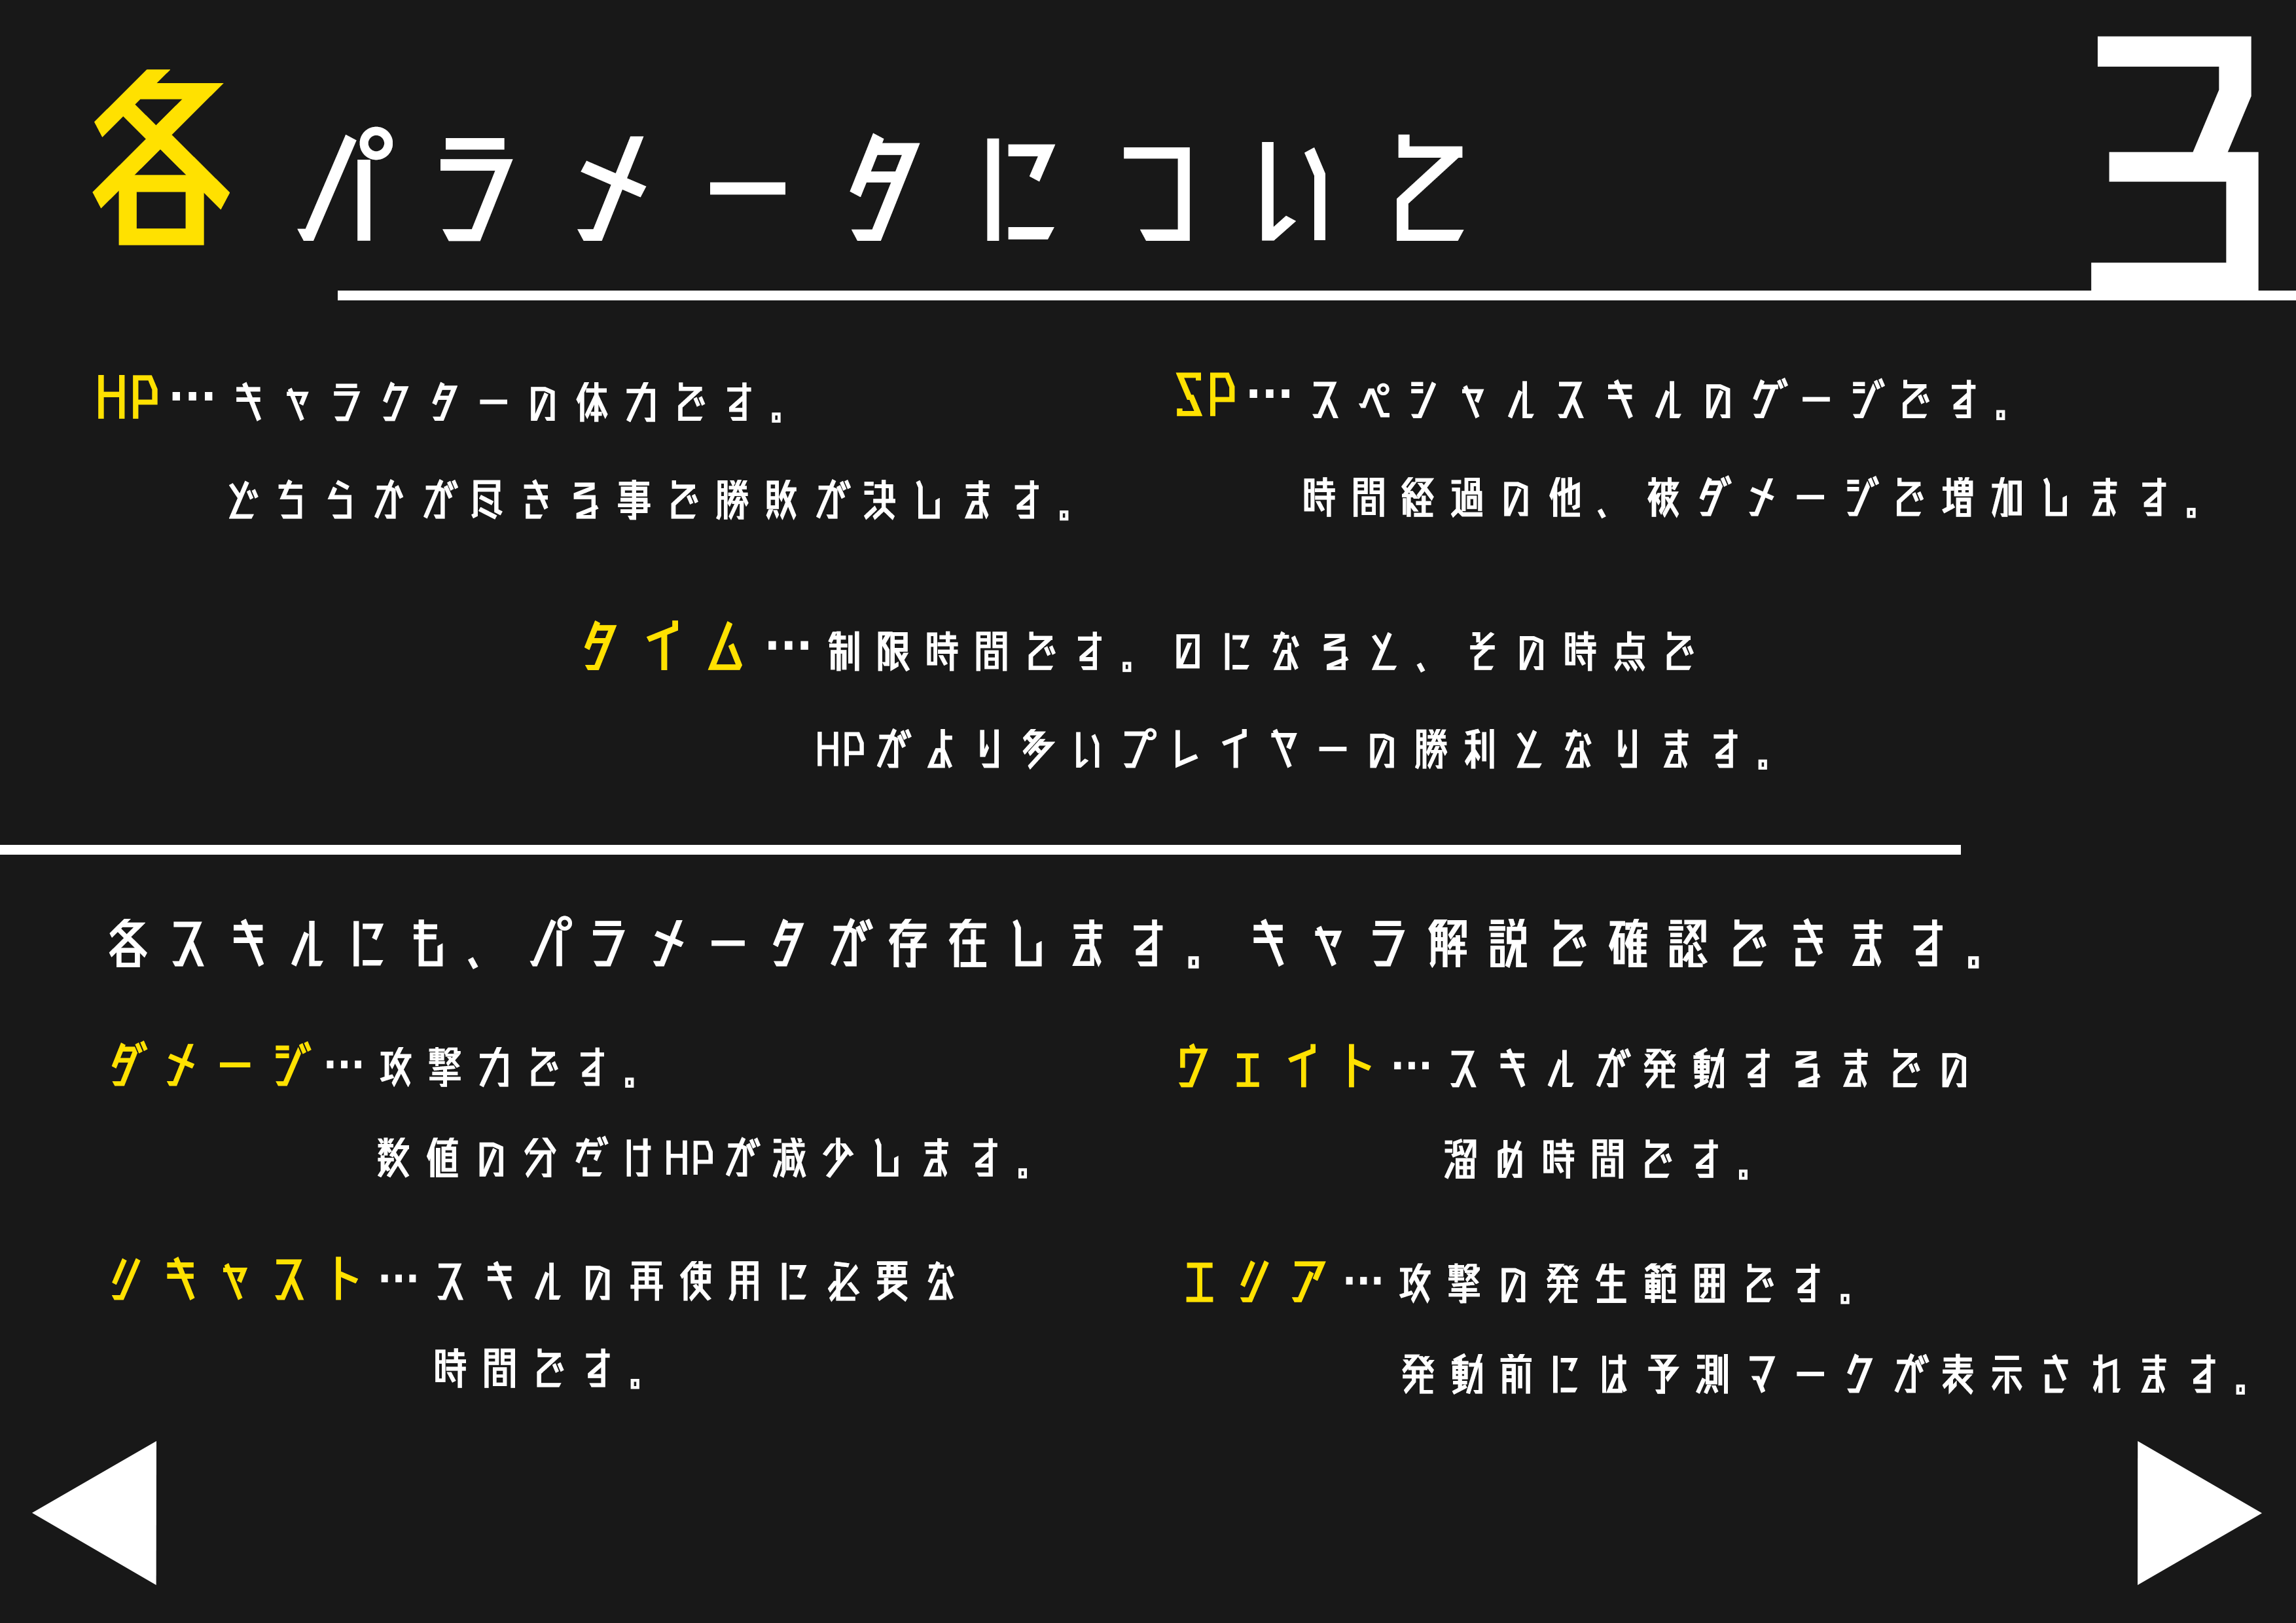 各パラメータについて
3
HP…キャラクターの体力です。
どちらかが尽きる事で勝敗が決します。
SP…スペシャルスキルのゲージです。
時間経過の他、被ダメージで増加します。
タイム…制限時間です。0になると、その時点で
HPがより多いプレイヤーの勝利となります。
各スキルにも、パラメータが存在します。キャラ解説で確認できます。
ダメージ…攻撃力です。
数値の分だけHPが減少します。
ウェイト…スキルが発動するまでの
溜め時間です。
リキャスト…スキルの再使用に必要な
時間です。
エリア…攻撃の発生範囲です。
発動前には予測マークが表示されます。